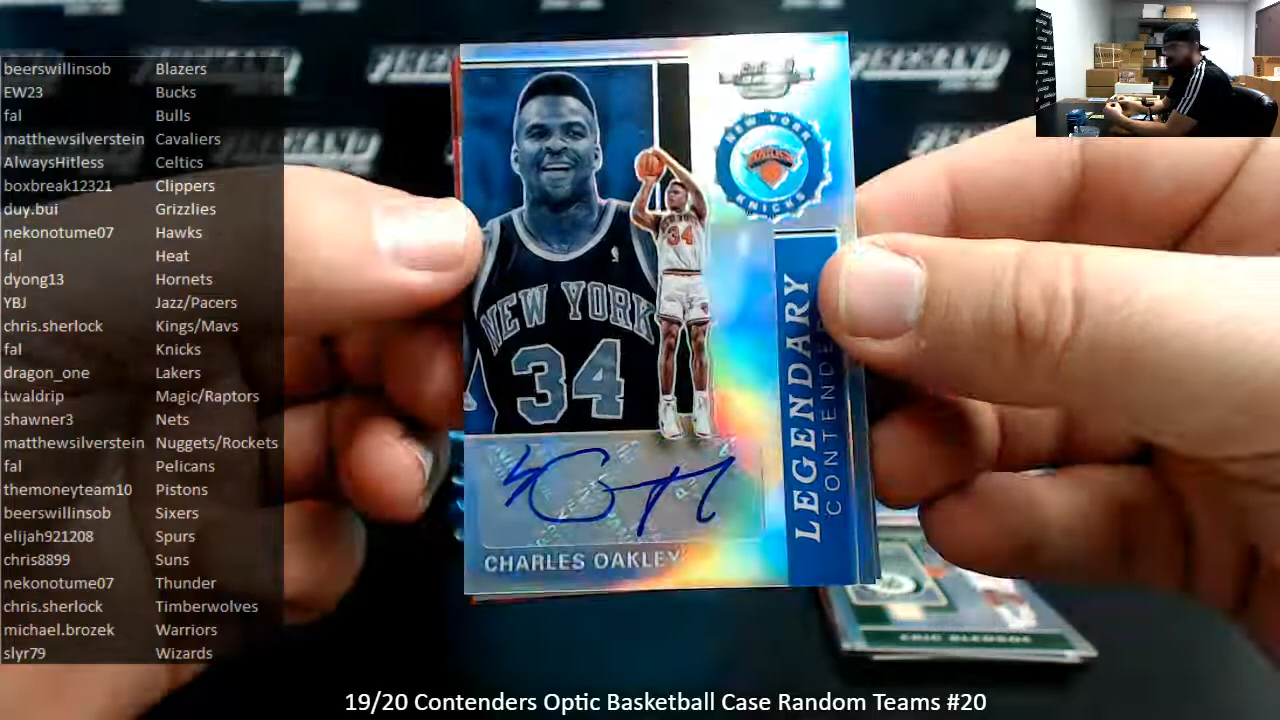 beerswillinsob Blazers
EW23 Bucks
fal Bulls
matthewsilverstein Cavaliers
AlwaysHitless Celtics
boxbreak12321 Clippers
duy.bui Grizzlies
nekonotume07 Hawks
fal Heat
dyong13 Hornets
YBJ Jazz/Pacers
chris.sherlock Kings/Mavs
fal Knicks
dragon_one Lakers
twaldrip Magic/Raptors
shawner3 Nets
matthewsilverstein Nuggets/Rockets
fal Pelicans
themoneyteam10 Pistons
beerswillinsob Sixers
elijah921208 Spurs
chris8899 Suns
nekonotume07 Thunder
chris.sherlock Timberwolves
michael.brozek Warriors
slyr79 Wizards
NEW YORK
KNICKS
NEW YORK
34
34
LEGENDARY
CHARLES OAKLEY
ERIC BLEDSOE
19/20 Contenders Optic Basketball Case Random Teams #20